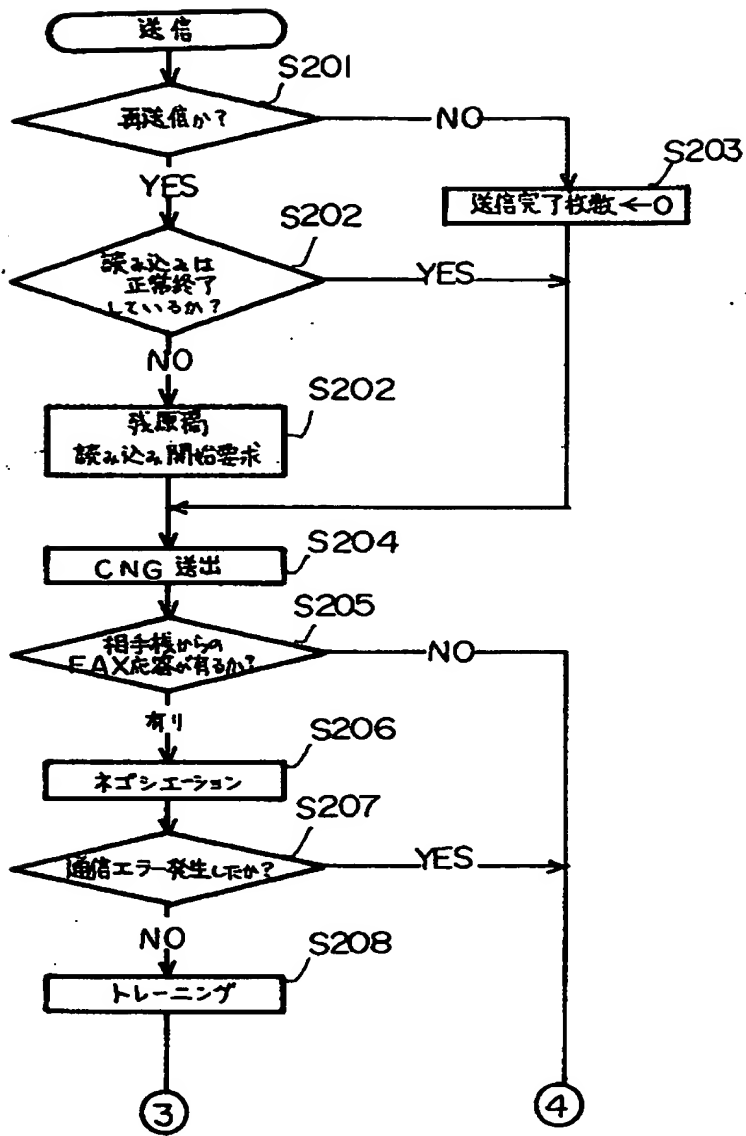 送信
S201
再送信か?
NO
S203
YES
送信完了枚数←0
S202
読み込みは
正常終了
しているか?
YES
NO
S202
残原稿
読み込み開始要求
S204
CNG 送出
S205
相手機からの
FAX応答が有るか?
NO
有り
S206
ネゴシエーション
S207
通信エラー発生したか?
YES
NO
S208
トレーニング
3
4